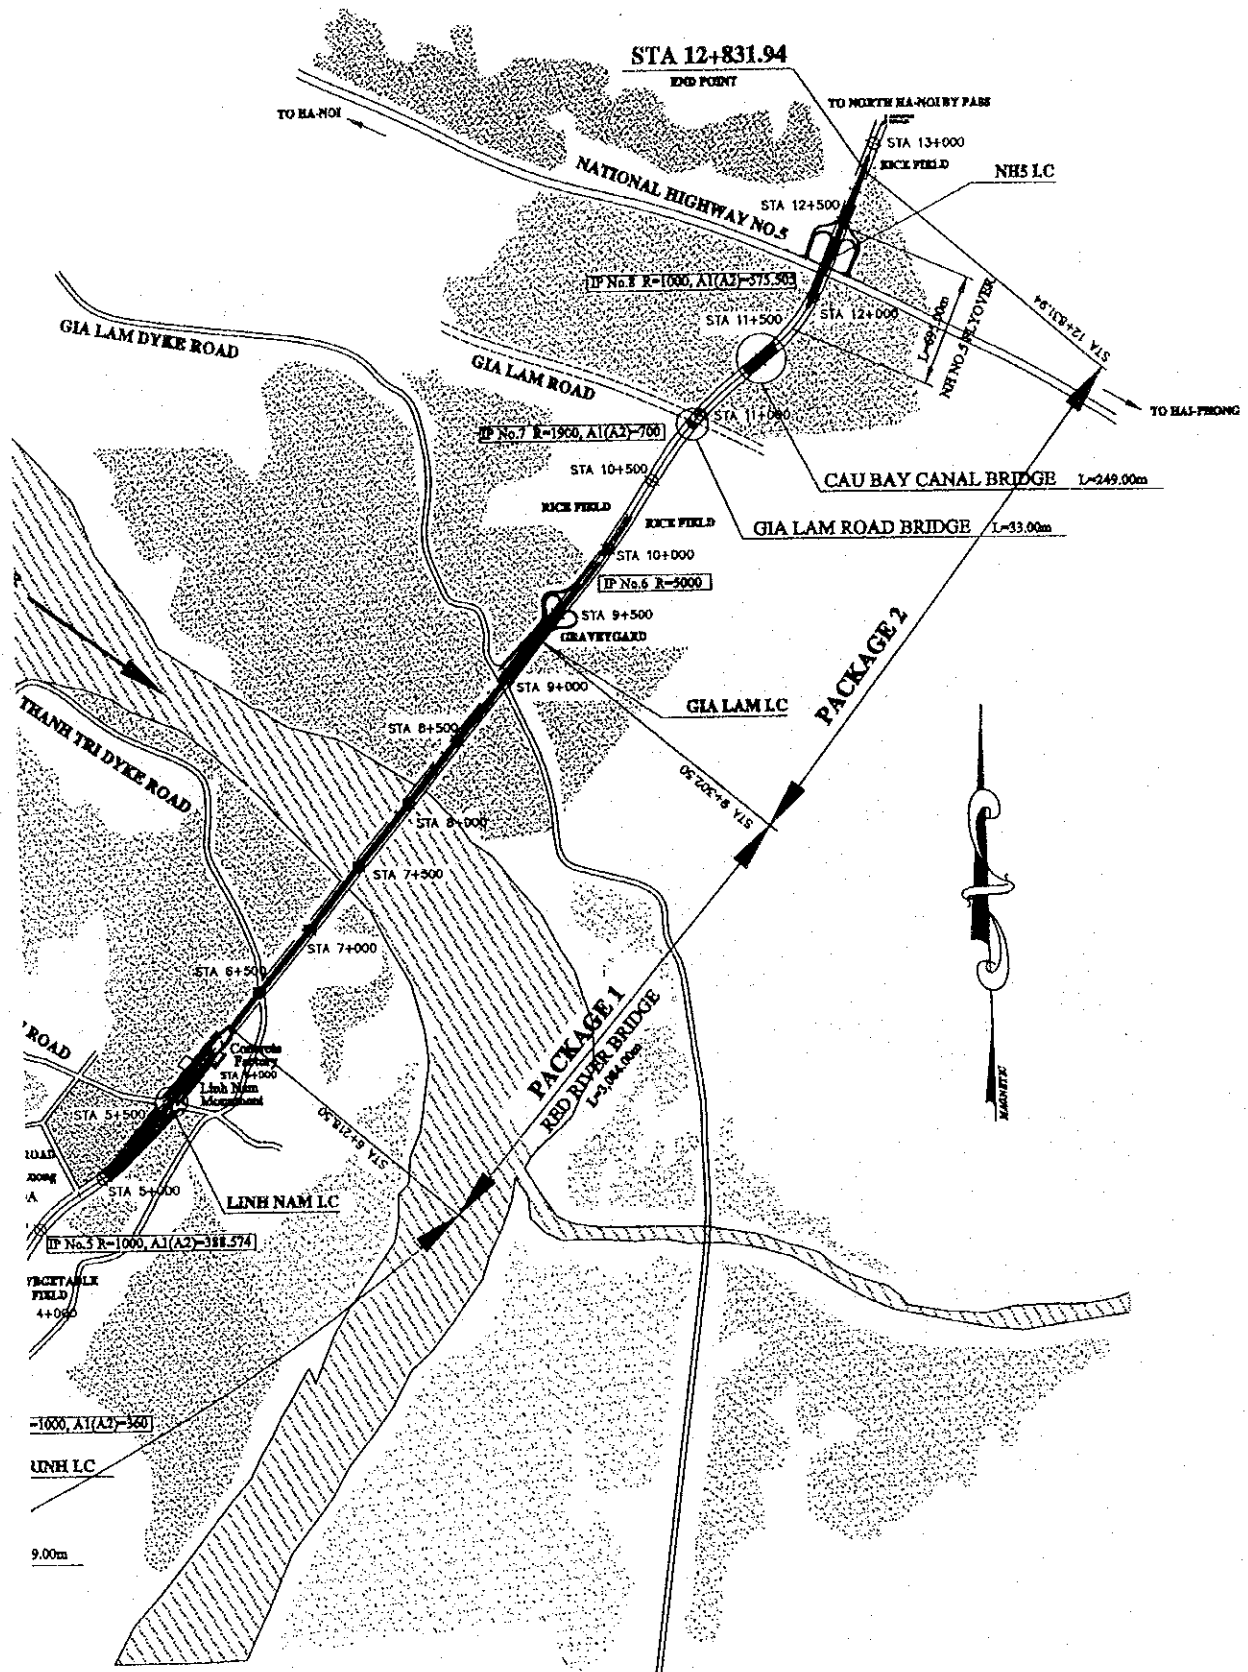 STA 12+831.94
END POINT
TO HA-NOI
TO NORTH HA-NOI BY PASS
STA 13+000
RICE FIELD
NH5 I.C
NATIONAL HIGHWAY NO.5
STA 12+500
IP No.8 R=1000, A1(A2)=575.503
STA 11+500
STA 12+000
NH NO.5 FLYOVER
STA 12+831.94
GIA LAM DYKE ROAD
GIA LAM ROAD
STA 11+000
TO HAI-PHONG
IP No.7 R=1900, A1(A2)=700
STA 10+500
CAU BAY CANAL BRIDGE L=249.00m
RICE FIELD
RICE FIELD
GIA LAM ROAD BRIDGE L=33.00m
STA 10+000
IP No.6 R=5000
STA 9+500
GRAVEYGARD
STA 9+000
GIA LAM I.C
PACKAGE 2
THANH TRI DYKE ROAD
STA 8+500
STA 9+302.50
STA 8+000
STA 7+500
STA 7+000
STA 6+500
PACKAGE 1
RED RIVER BRIDGE
L=3,084.00m
ROAD
Concrete
Factory
STA 6+000
Linh Nam
Monument
STA 5+500
STA 6+218.50
MAGNETIC
ROAD
STA 5+000
LINH NAM I.C
IP No.5 R=1000, A1(A2)=388.574
VEGETABLE
FIELD
4+000
=1000, A1(A2)=360
RINH I.C
9.00m